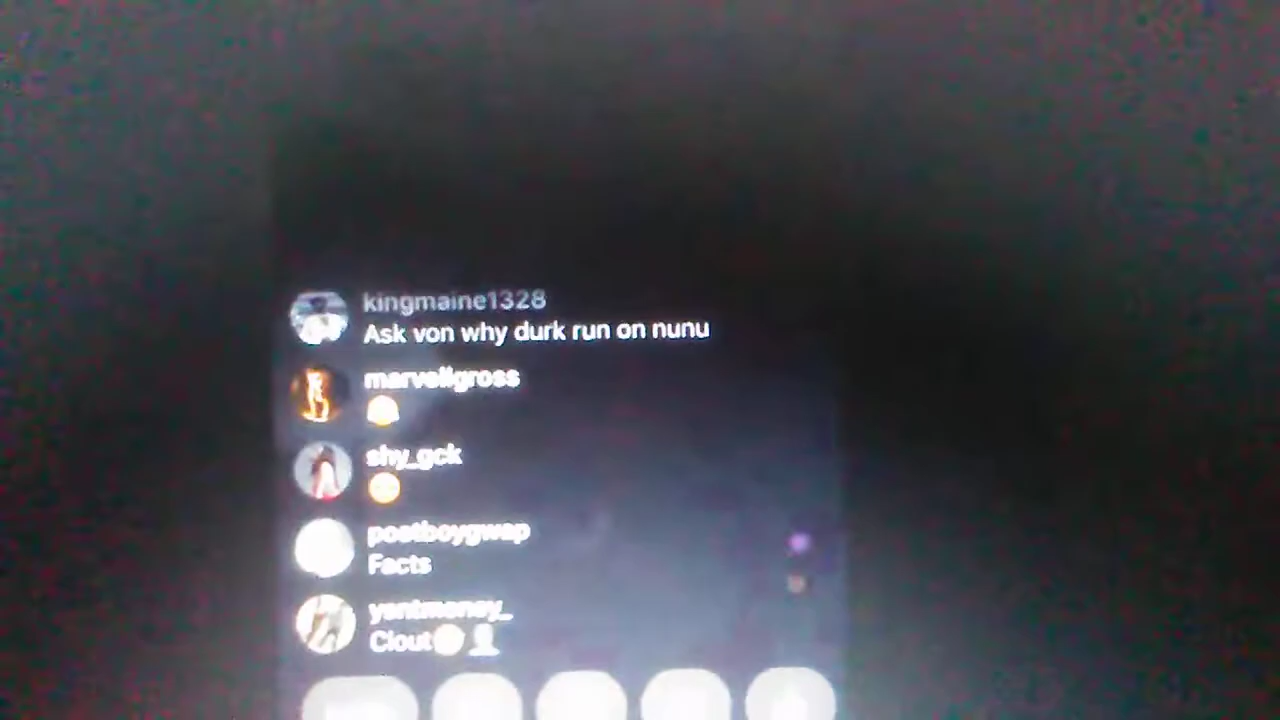 kingmaine1328
Ask von why durk run on nunu
marvellgross
shy_gck
postboygwap
Facts
yantmoney_
Clout